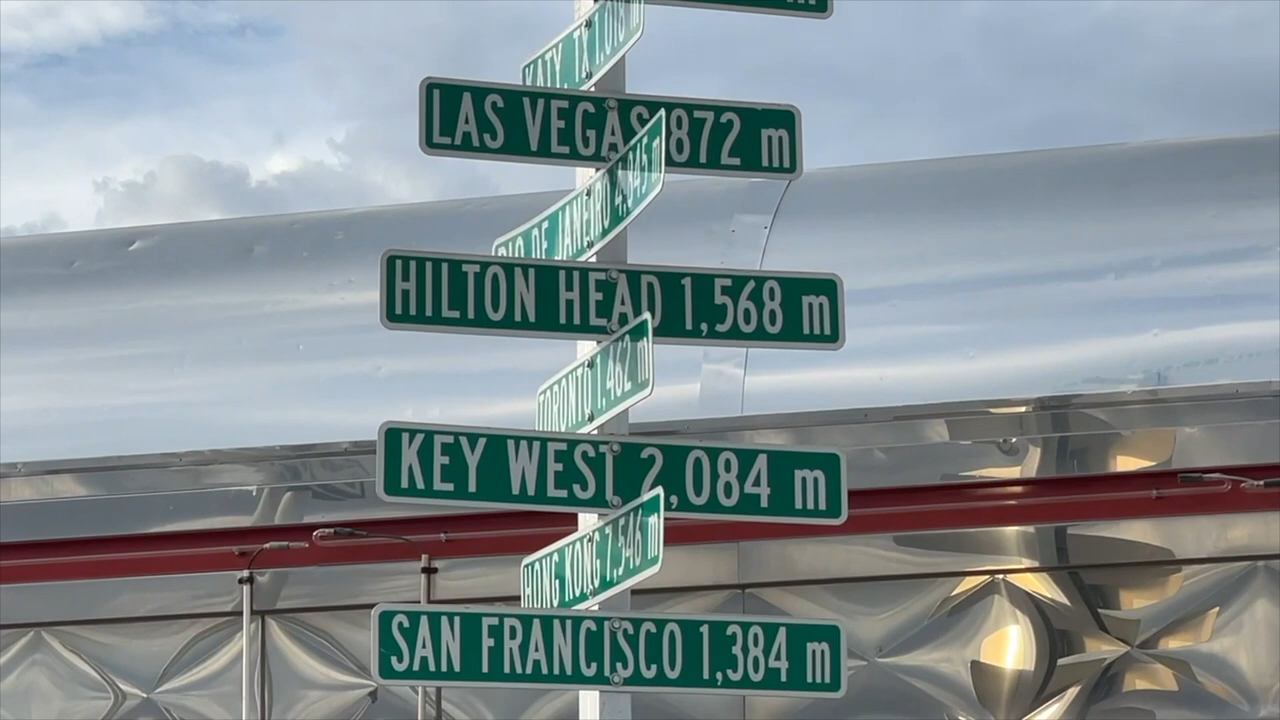 KATY, TX 1,018 m
LAS VEGAS 872 m
RIO DE JANEIRO 4,845 m
HILTON HEAD 1,568 m
TORONTO 1,462 m
KEY WEST 2,084 m
HONG KONG 7,546 m
SAN FRANCISCO 1,384 m